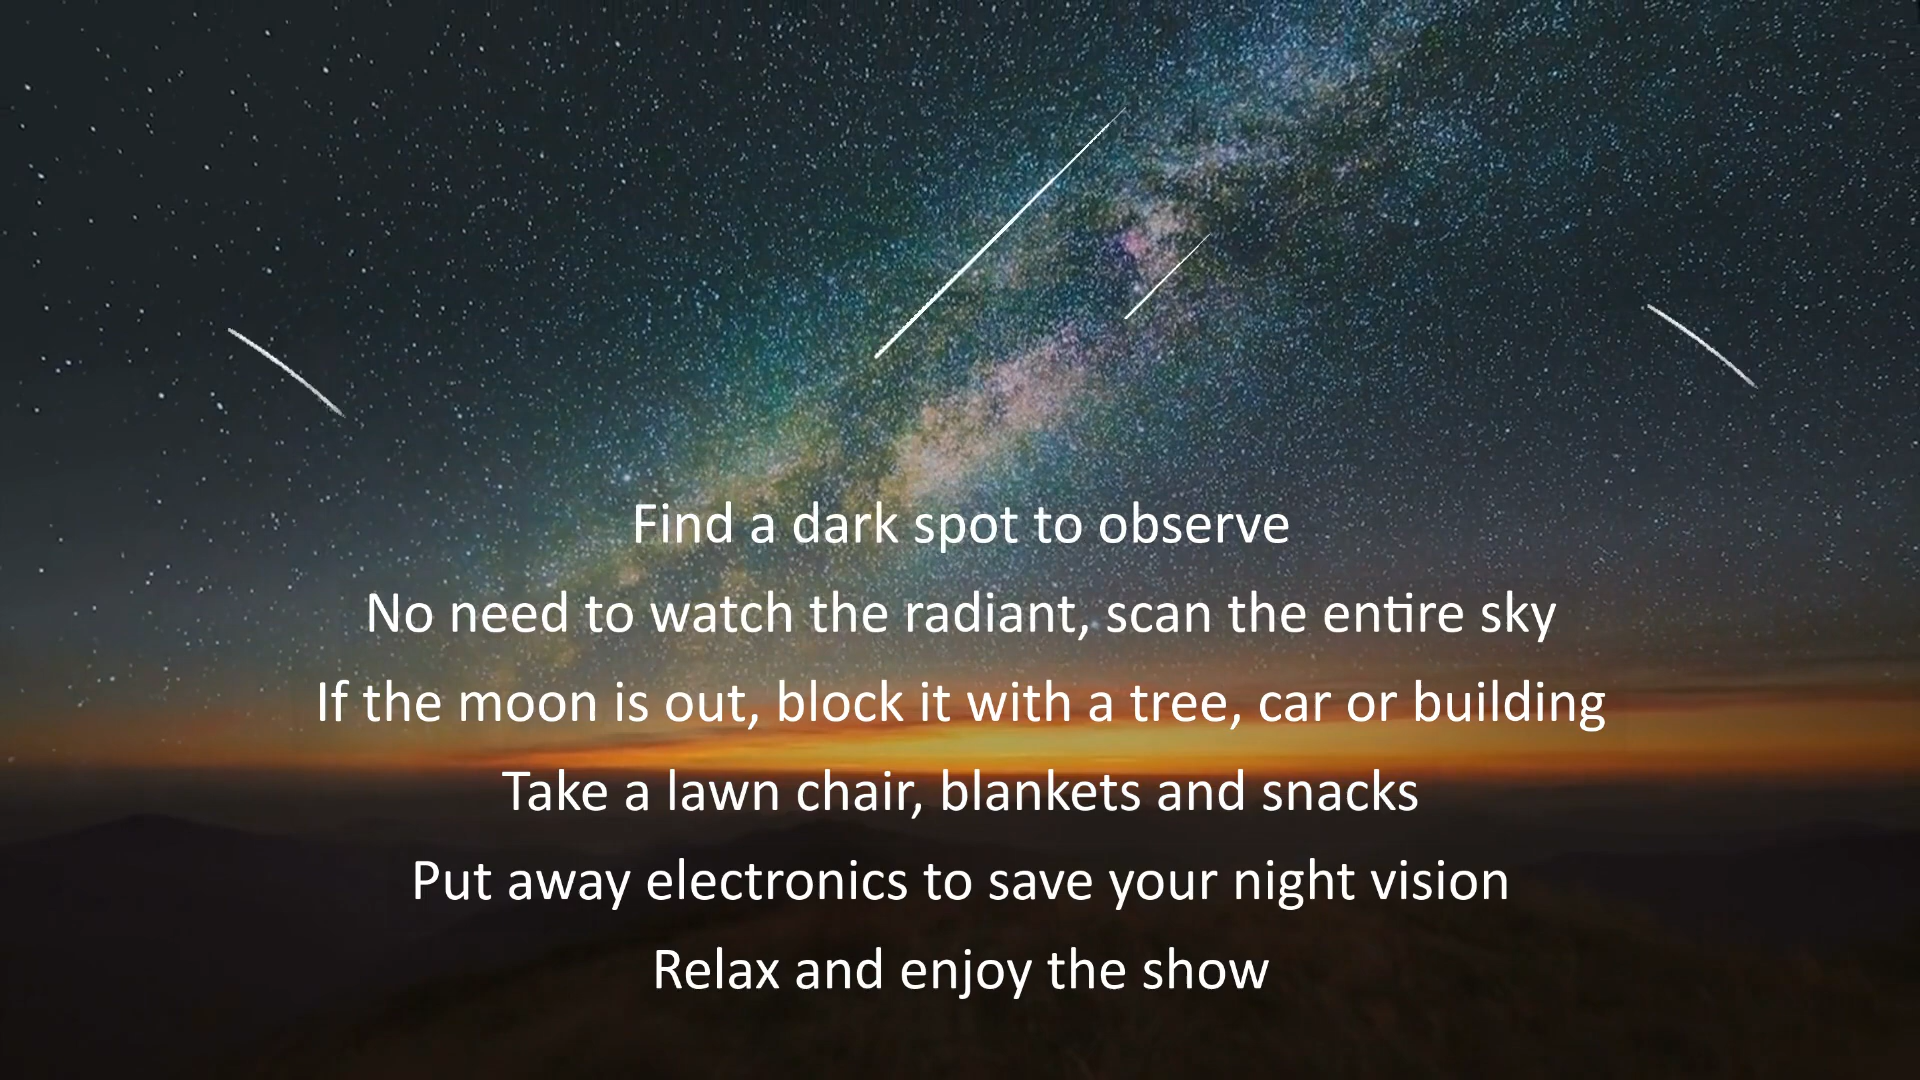 Find a dark spot to observe
No need to watch the radiant, scan the entire sky
If the moon is out, block it with a tree, car or building
Take a lawn chair, blankets and snacks
Put away electronics to save your night vision
Relax and enjoy the show